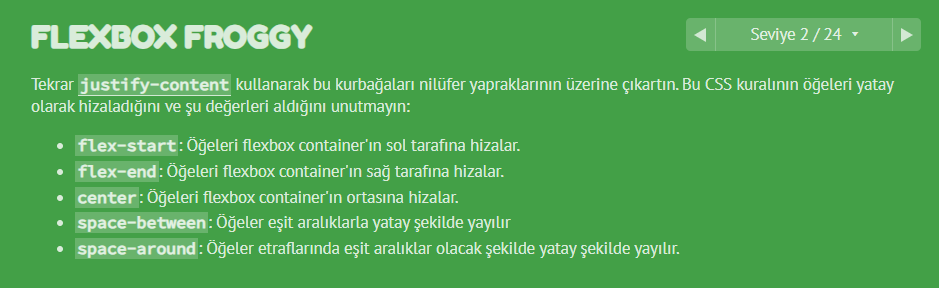 FLEXBOX FROGGY
Seviye 2 / 24
Tekrar justify-content kullanarak bu kurbağaları nilüfer yapraklarının üzerine çıkartın. Bu CSS kuralının öğeleri yatay
olarak hizaladığını ve şu değerleri aldığını unutmayın:
• flex-start: Öğeleri flexbox container'ın sol tarafına hizalar.
• flex-end: Öğeleri flexbox container'ın sağ tarafına hizalar.
• center: Öğeleri flexbox container'ın ortasına hizalar.
• space-between: Öğeler eşit aralıklarla yatay şekilde yayılır
• space-around: Öğeler etraflarında eşit aralıklar olacak şekilde yatay şekilde yayılır.